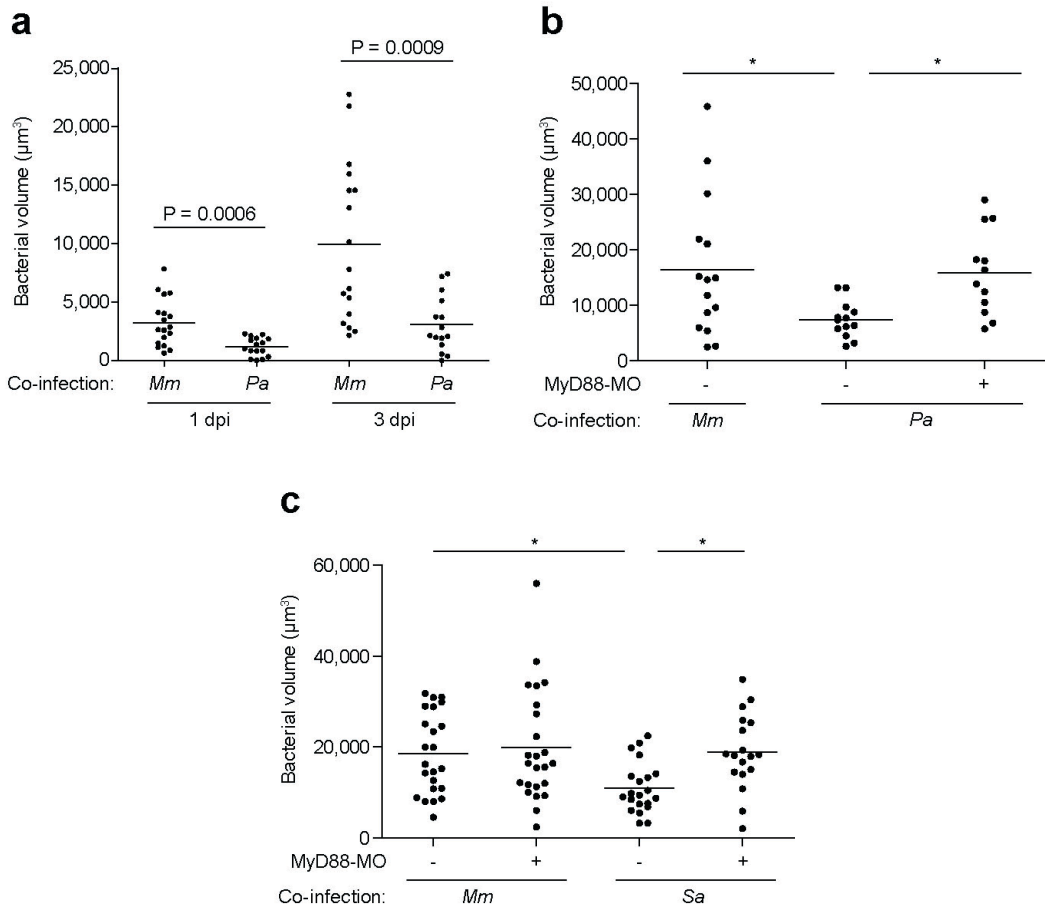 a
P = 0.0009
P = 0.0006
Bacterial volume (µm³)
25,000
20,000
15,000
10,000
5,000
0
Co-infection: Mm Pa Mm Pa
1 dpi 3 dpi
b
* *
Bacterial volume (µm³)
50,000
40,000
30,000
20,000
10,000
0
MyD88-MO - - +
Co-infection: Mm Pa
c
* *
Bacterial volume (µm³)
60,000
40,000
20,000
0
MyD88-MO - + - +
Co-infection: Mm Sa